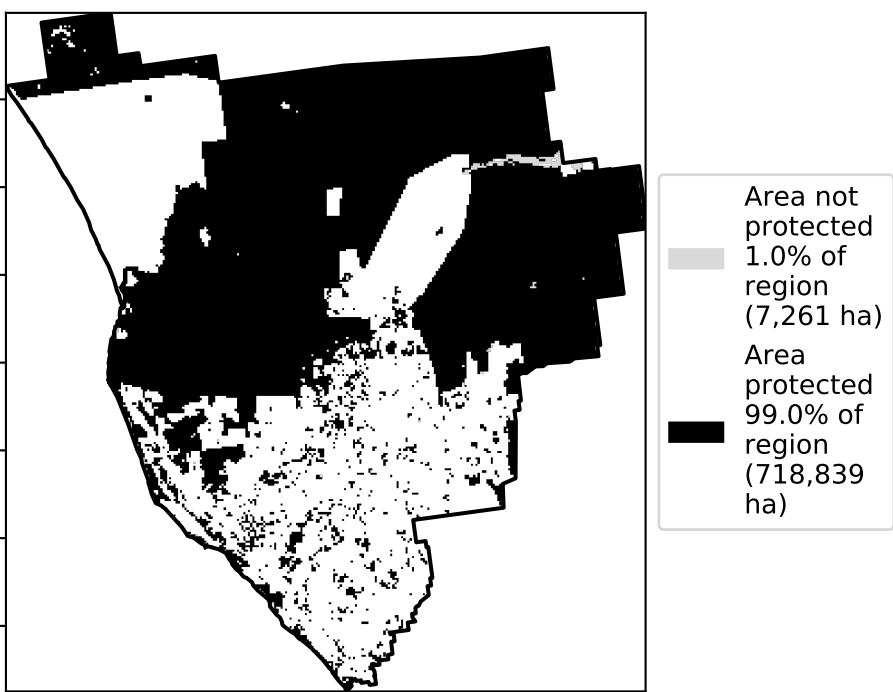 Area not
protected
1.0% of
region
(7,261 ha)
Area
protected
99.0% of
region
(718,839
ha)